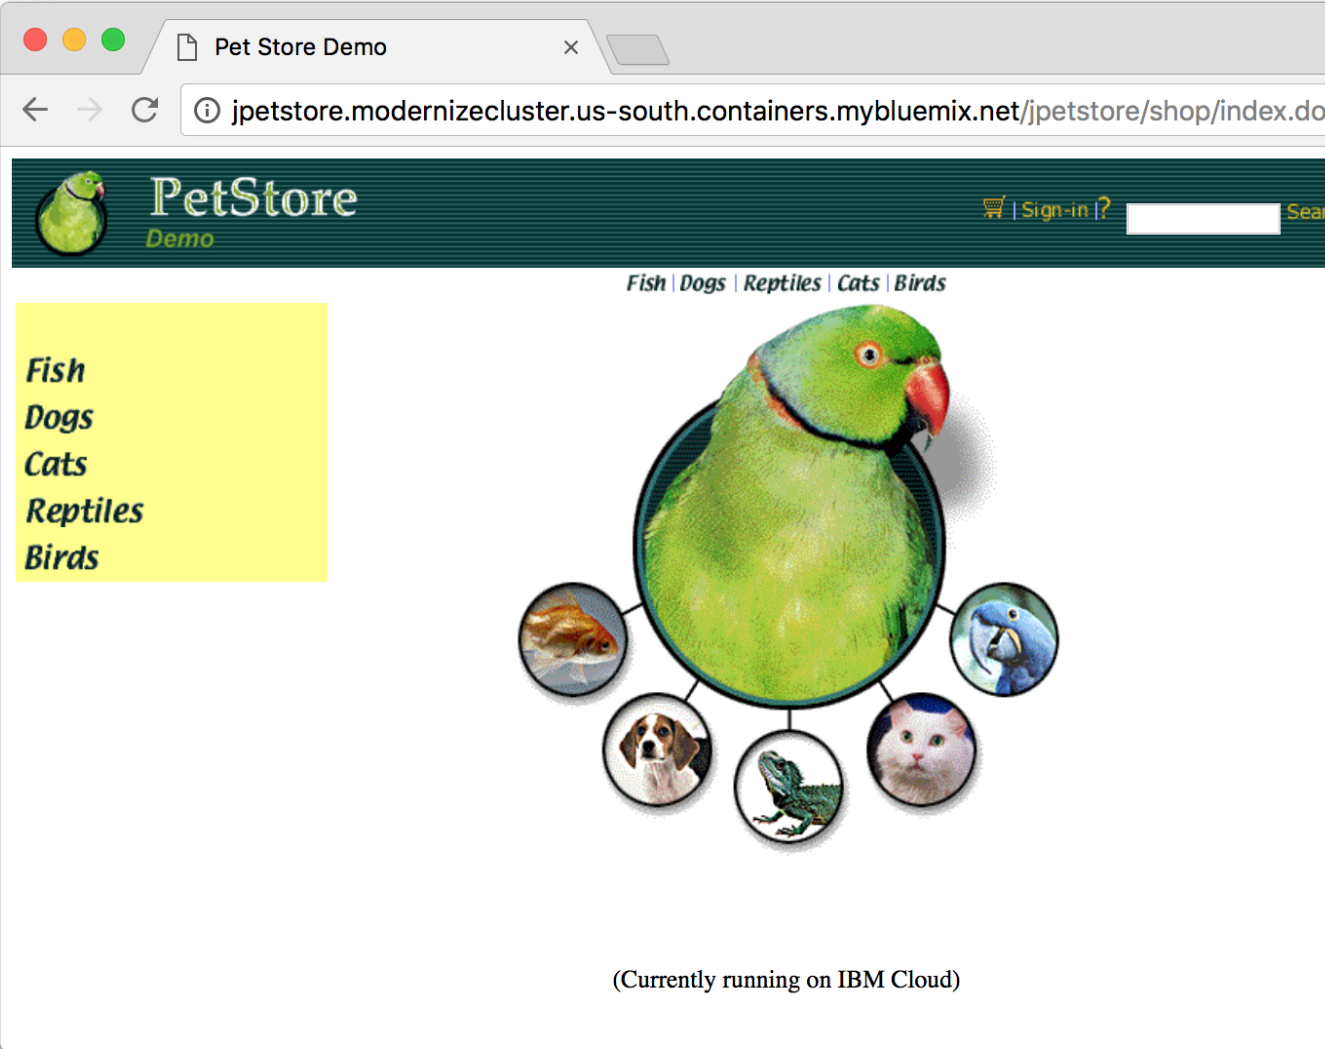 Pet Store Demo
jpetstore.modernizecluster.us-south.containers.mybluemix.net/jpetstore/shop/index.do
PetStore
Demo
| Sign-in | ?
Sear
Fish | Dogs | Reptiles | Cats | Birds
Fish
Dogs
Cats
Reptiles
Birds
(Currently running on IBM Cloud)